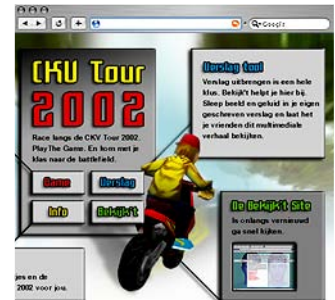 Google
CKV Tour
2002
Race langs de CKV Tour 2002.
Play The Game. En kom met je
klas naar de battlefield.
Game
Verslag
Info
Bekijk't
Verslag tool
Verslag uitbrengen is een hele
klus. Bekijk't helpt je hier bij.
Sleep beeld en geluid in je eigen
geschreven verslag en laat het
je vrienden dit multimediale
verhaal bekijken.
De Bekijk't Site
Is onlangs vernieuwd
ga snel kijken.
jes en de
2002 voor jou.